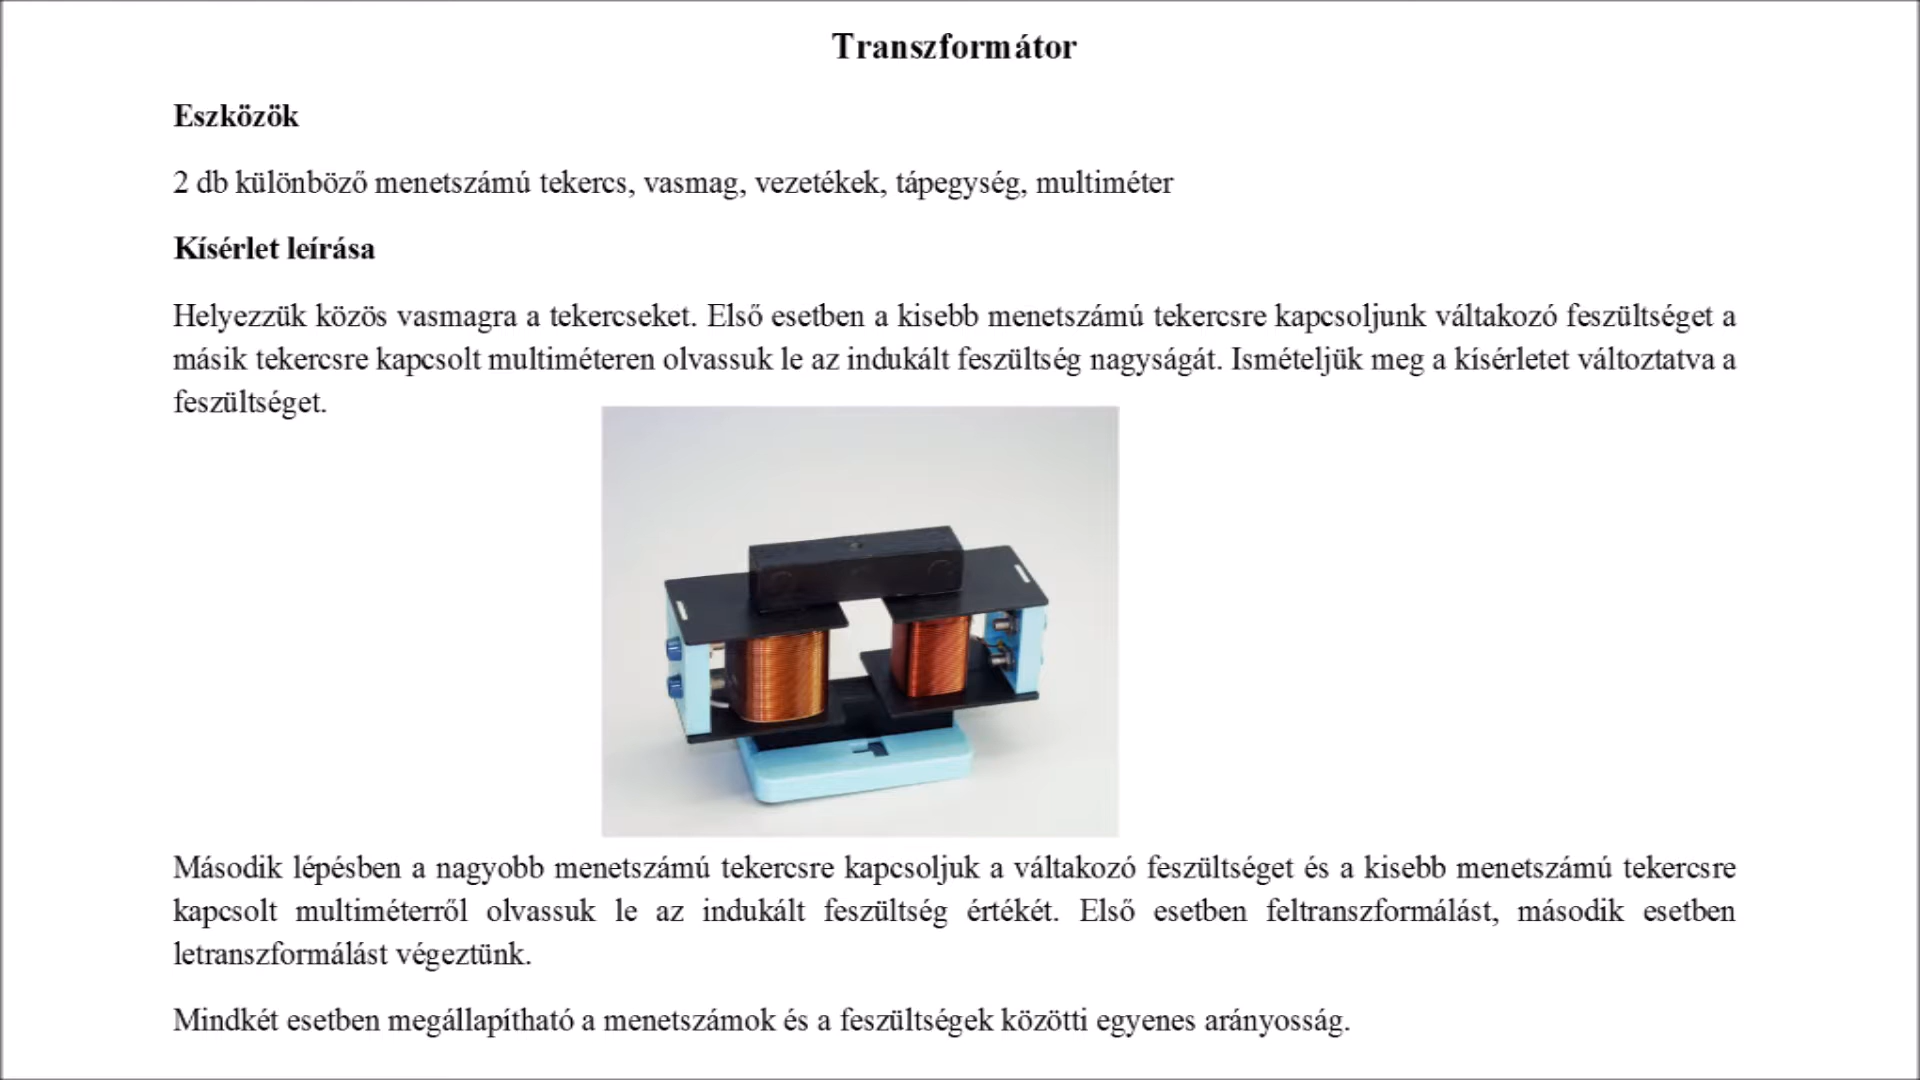 Transzformátor
Eszközök
2 db különböző menetszámú tekercs, vasmag, vezetékek, tápegység, multiméter
Kísérlet leírása
Helyezzük közös vasmagra a tekercseket. Első esetben a kisebb menetszámú tekercsre kapcsoljunk váltakozó feszültséget a
másik tekercsre kapcsolt multiméteren olvassuk le az indukált feszültség nagyságát. Ismételjük meg a kísérletet változtatva a
feszültséget.
Második lépésben a nagyobb menetszámú tekercsre kapcsoljuk a váltakozó feszültséget és a kisebb menetszámú tekercsre
kapcsolt multiméterről olvassuk le az indukált feszültség értékét. Első esetben feltranszformálást, második esetben
letranszformálást végeztünk.
Mindkét esetben megállapítható a menetszámok és a feszültségek közötti egyenes arányosság.